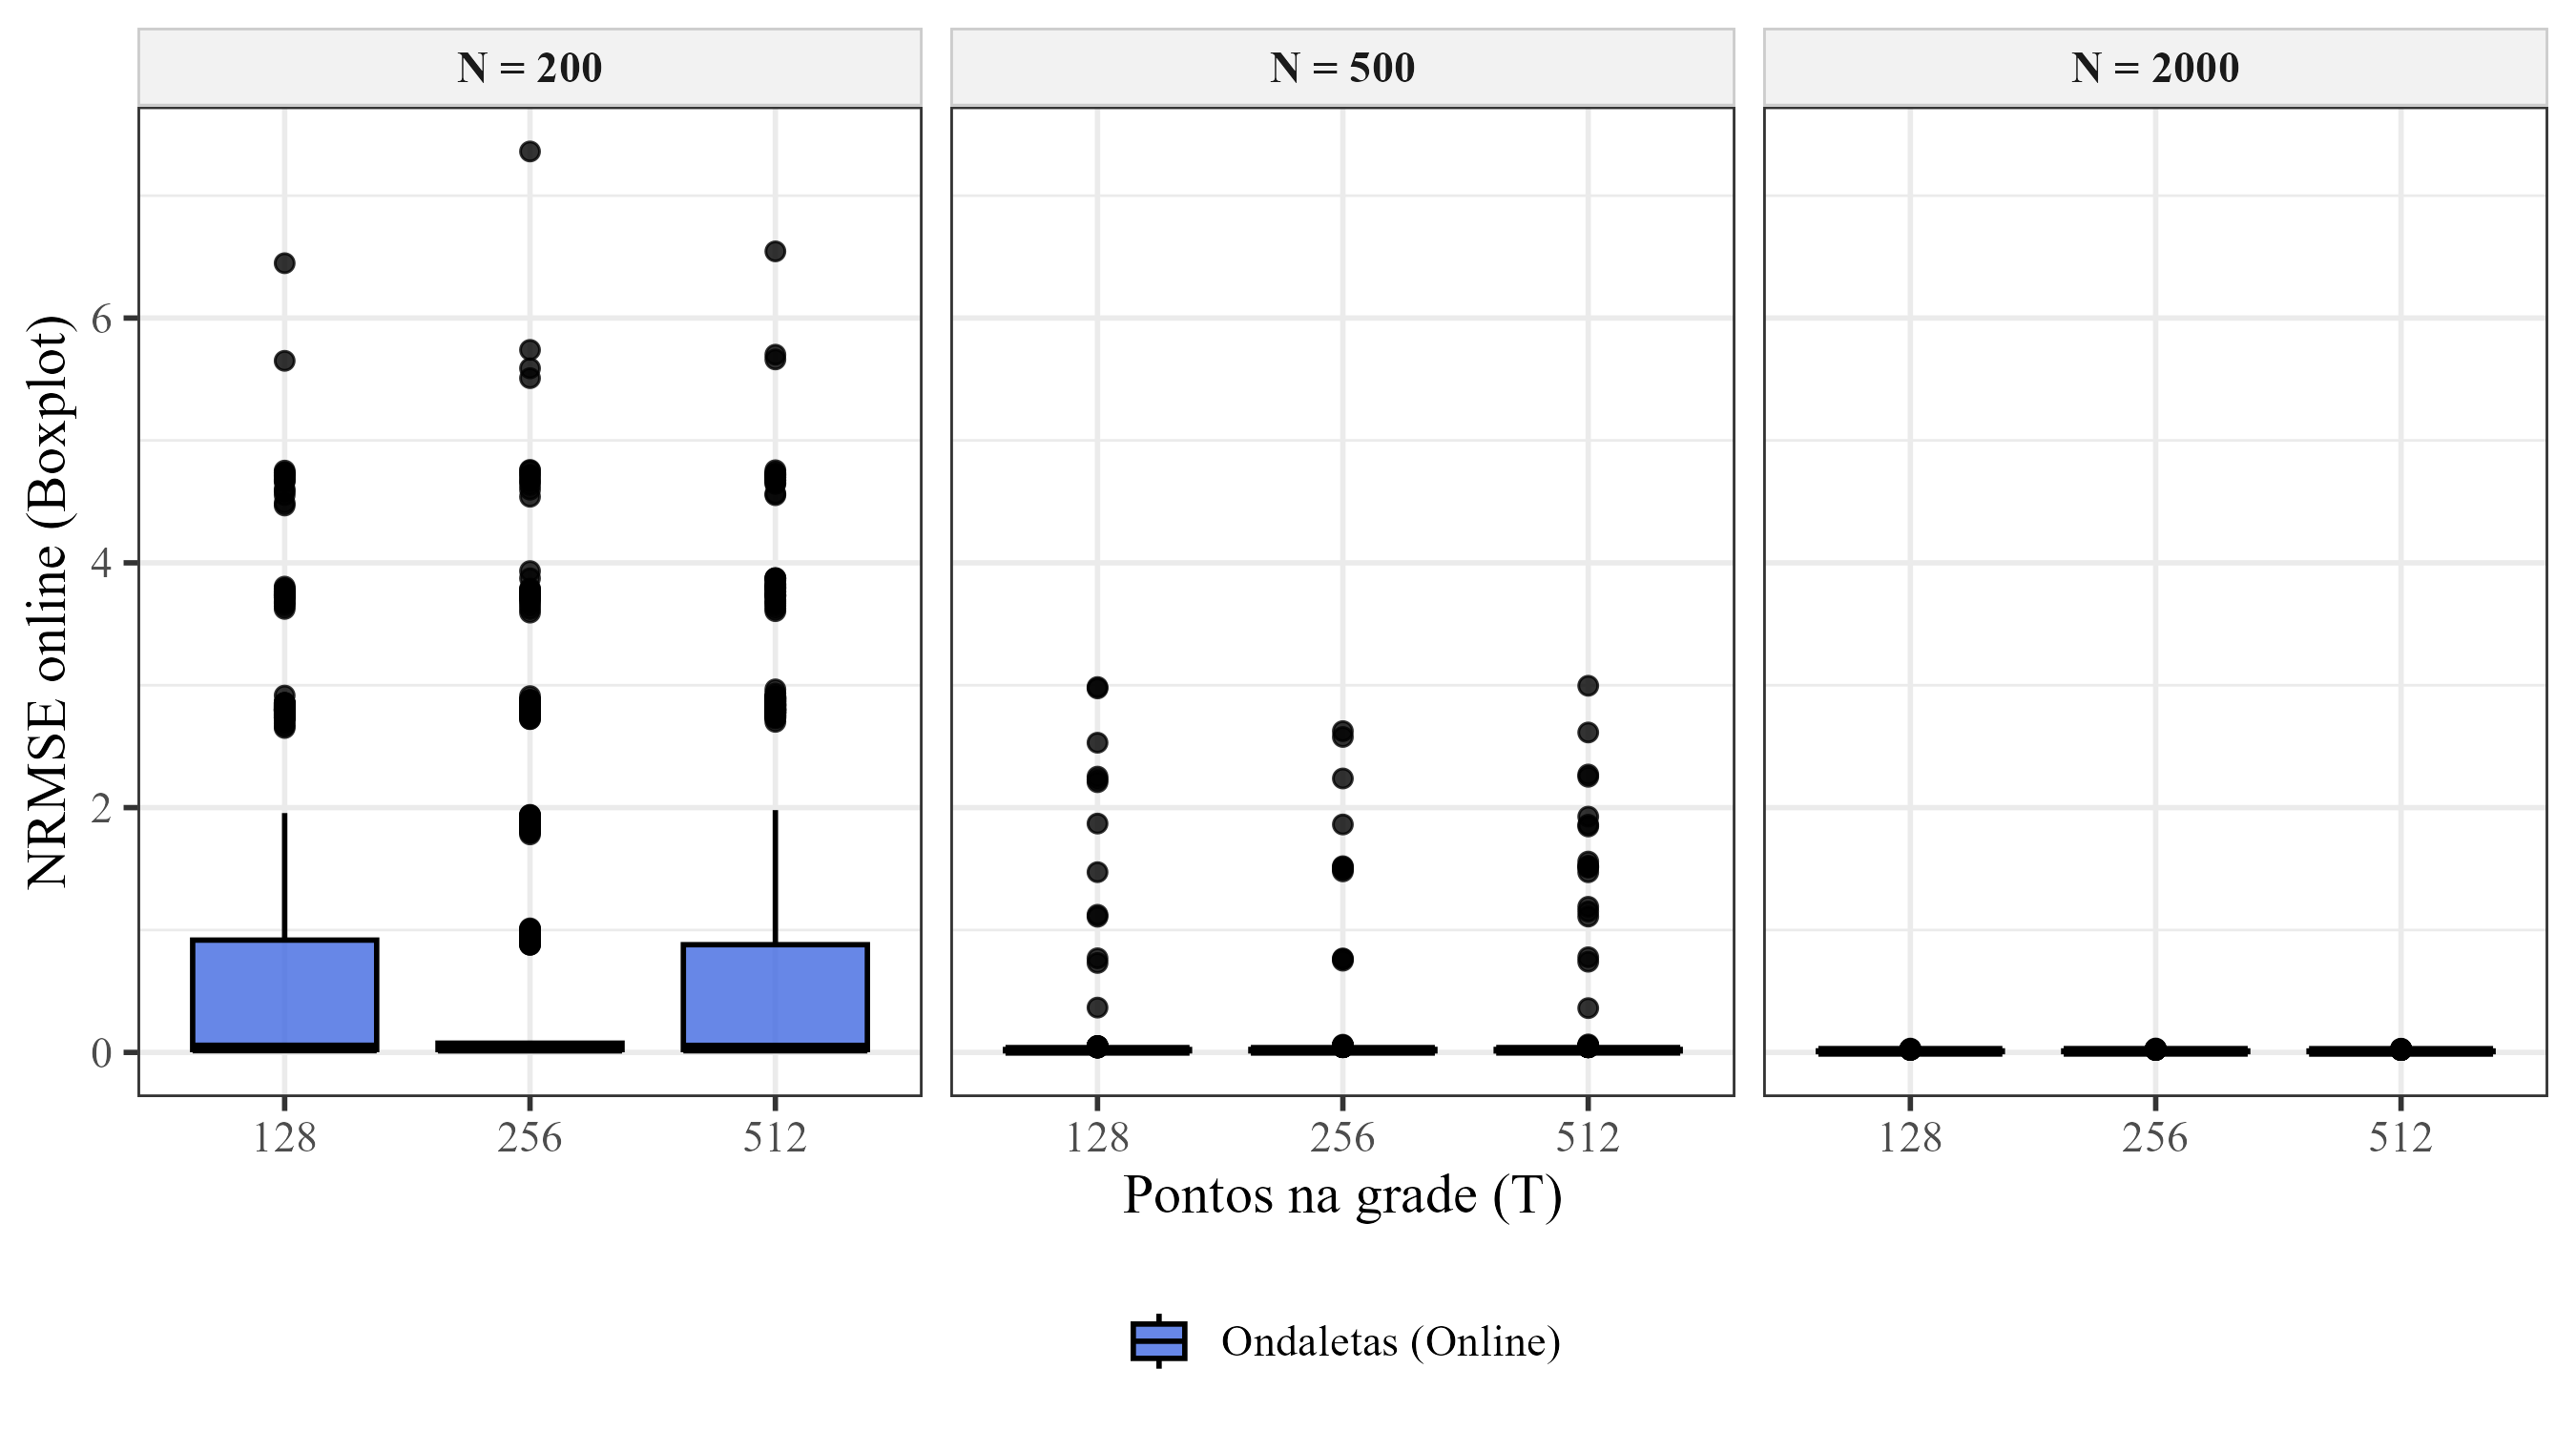 N = 200
N = 500
N = 2000
NRMSE online (Boxplot)
6
4
2
0
128 256 512 128 256 512 128 256 512
Pontos na grade (T)
Ondaletas (Online)